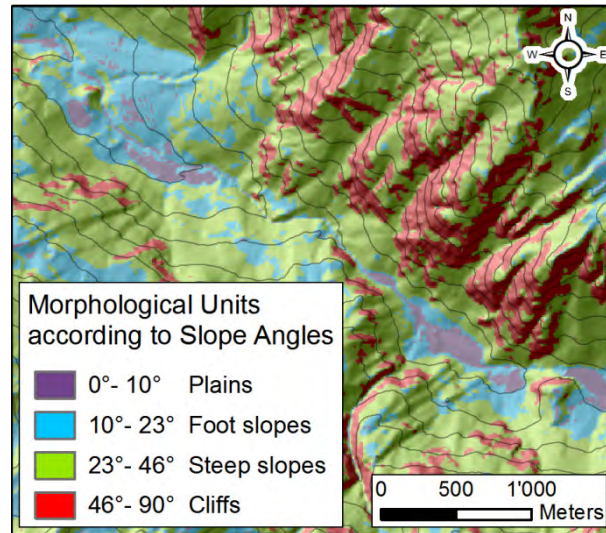 N
W E
S
Morphological Units
according to Slope Angles
0°- 10° Plains
10°- 23° Foot slopes
23°- 46° Steep slopes
46°- 90° Cliffs
0 500 1'000
Meters